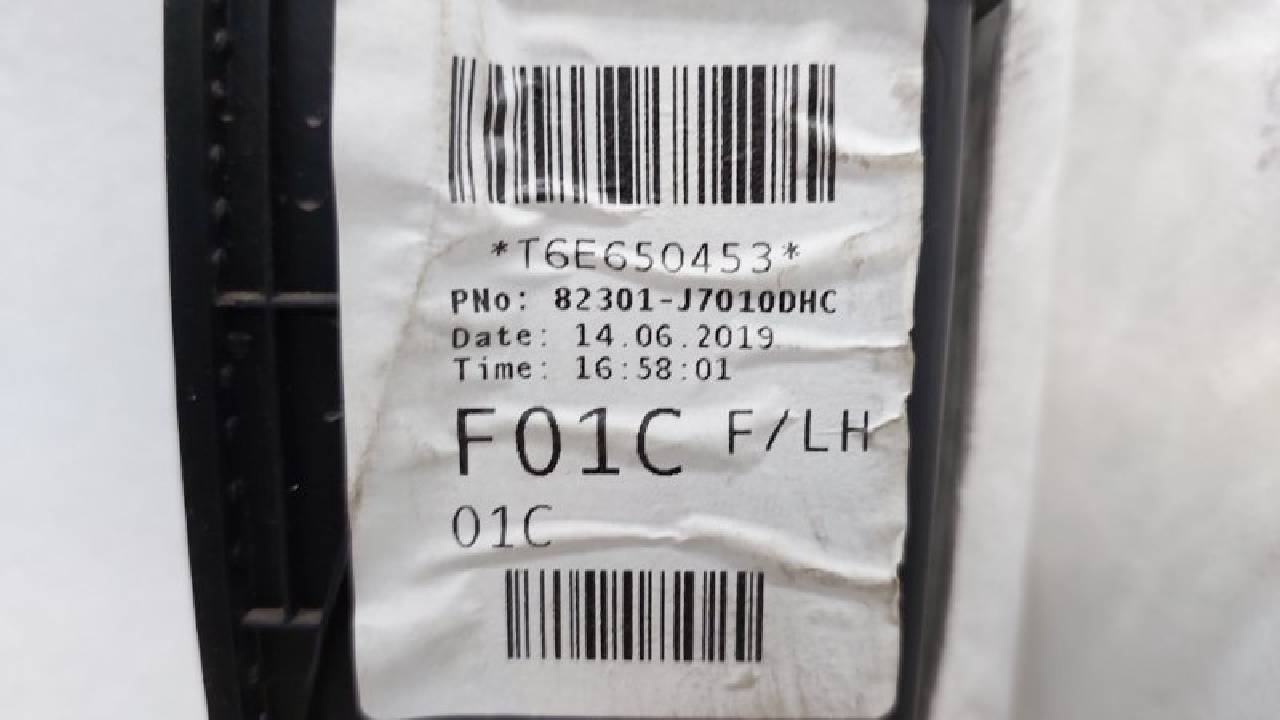 *T6E650453*
PNo: 82301-J7010DHC
Date: 14.06.2019
Time: 16:58:01
F01C F/LH
01C